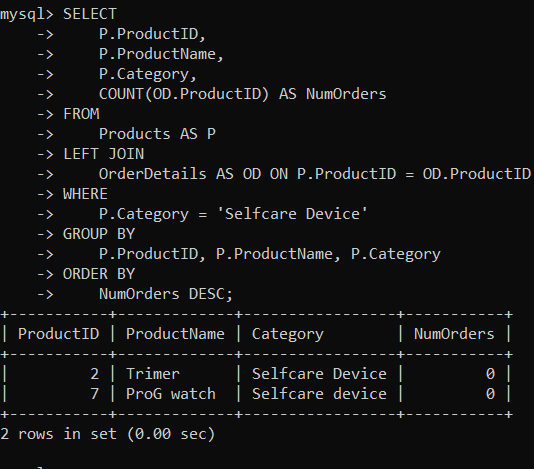 mysql> SELECT
    ->     P.ProductID,
    ->     P.ProductName,
    ->     P.Category,
    ->     COUNT(OD.ProductID) AS NumOrders
    -> FROM
    ->     Products AS P
    -> LEFT JOIN
    ->     OrderDetails AS OD ON P.ProductID = OD.ProductID
    -> WHERE
    ->     P.Category = 'Selfcare Device'
    -> GROUP BY
    ->     P.ProductID, P.ProductName, P.Category
    -> ORDER BY
    ->     NumOrders DESC;
+-----------+-------------+-----------------+-----------+
| ProductID | ProductName | Category        | NumOrders |
+-----------+-------------+-----------------+-----------+
|         2 | Trimer      | Selfcare Device |         0 |
|         7 | ProG watch  | Selfcare device |         0 |
+-----------+-------------+-----------------+-----------+
2 rows in set (0.00 sec)